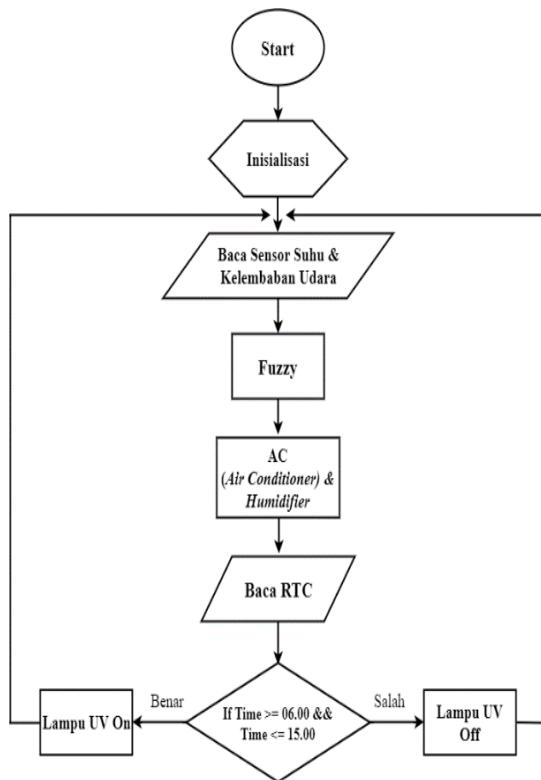 Start
Inisialisasi
Baca Sensor Suhu &
Kelembaban Udara
Fuzzy
AC
(Air Conditioner) &
Humidifier
Baca RTC
If Time >= 06.00 &&
Time <= 15.00
Benar
Lampu UV On
Salah
Lampu UV
Off